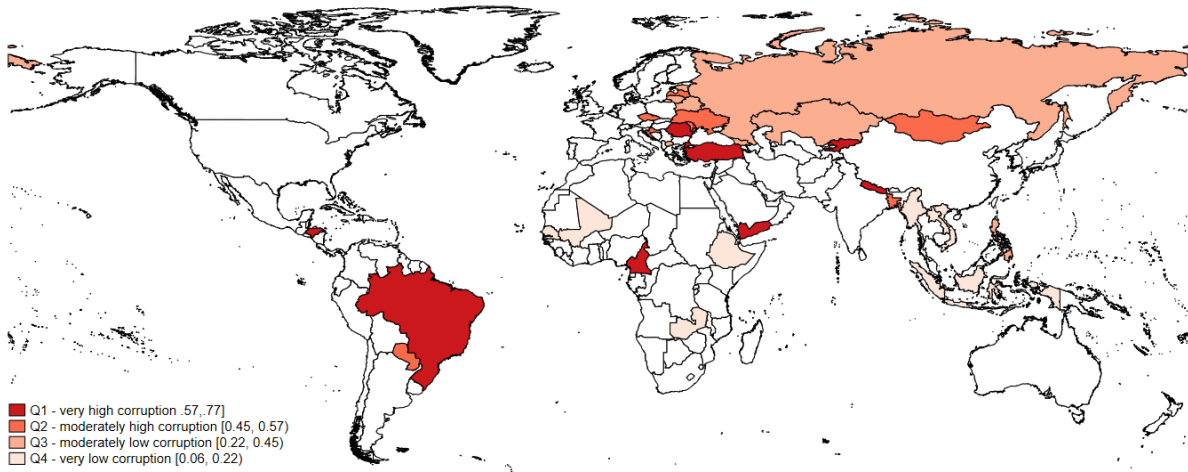 Q1 - very high corruption .57,.77]
Q2 - moderately high corruption [0.45, 0.57)
Q3 - moderately low corruption [0.22, 0.45)
Q4 - very low corruption [0.06, 0.22)